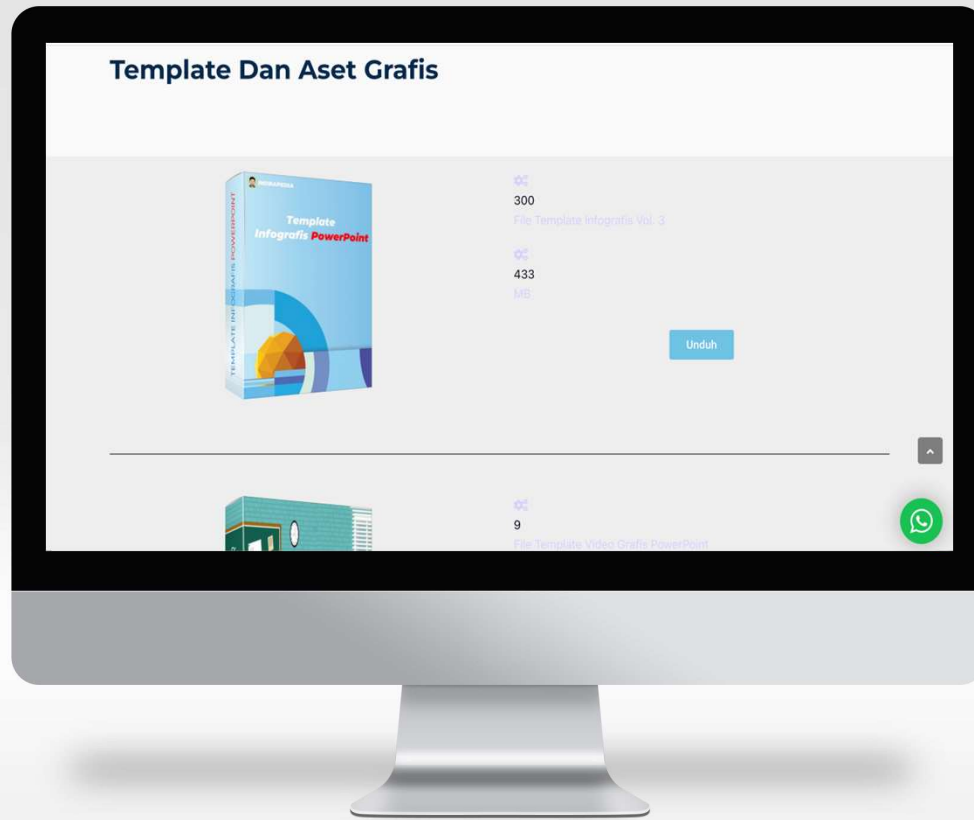 Template Dan Aset Grafis
Template
Infografis PowerPoint
TEMPLATE INFOGRAFIS POWERPOINT
300
File Template Infografis Vol. 3
433
MB
Unduh
9
File Template Video Grafis PowerPoint